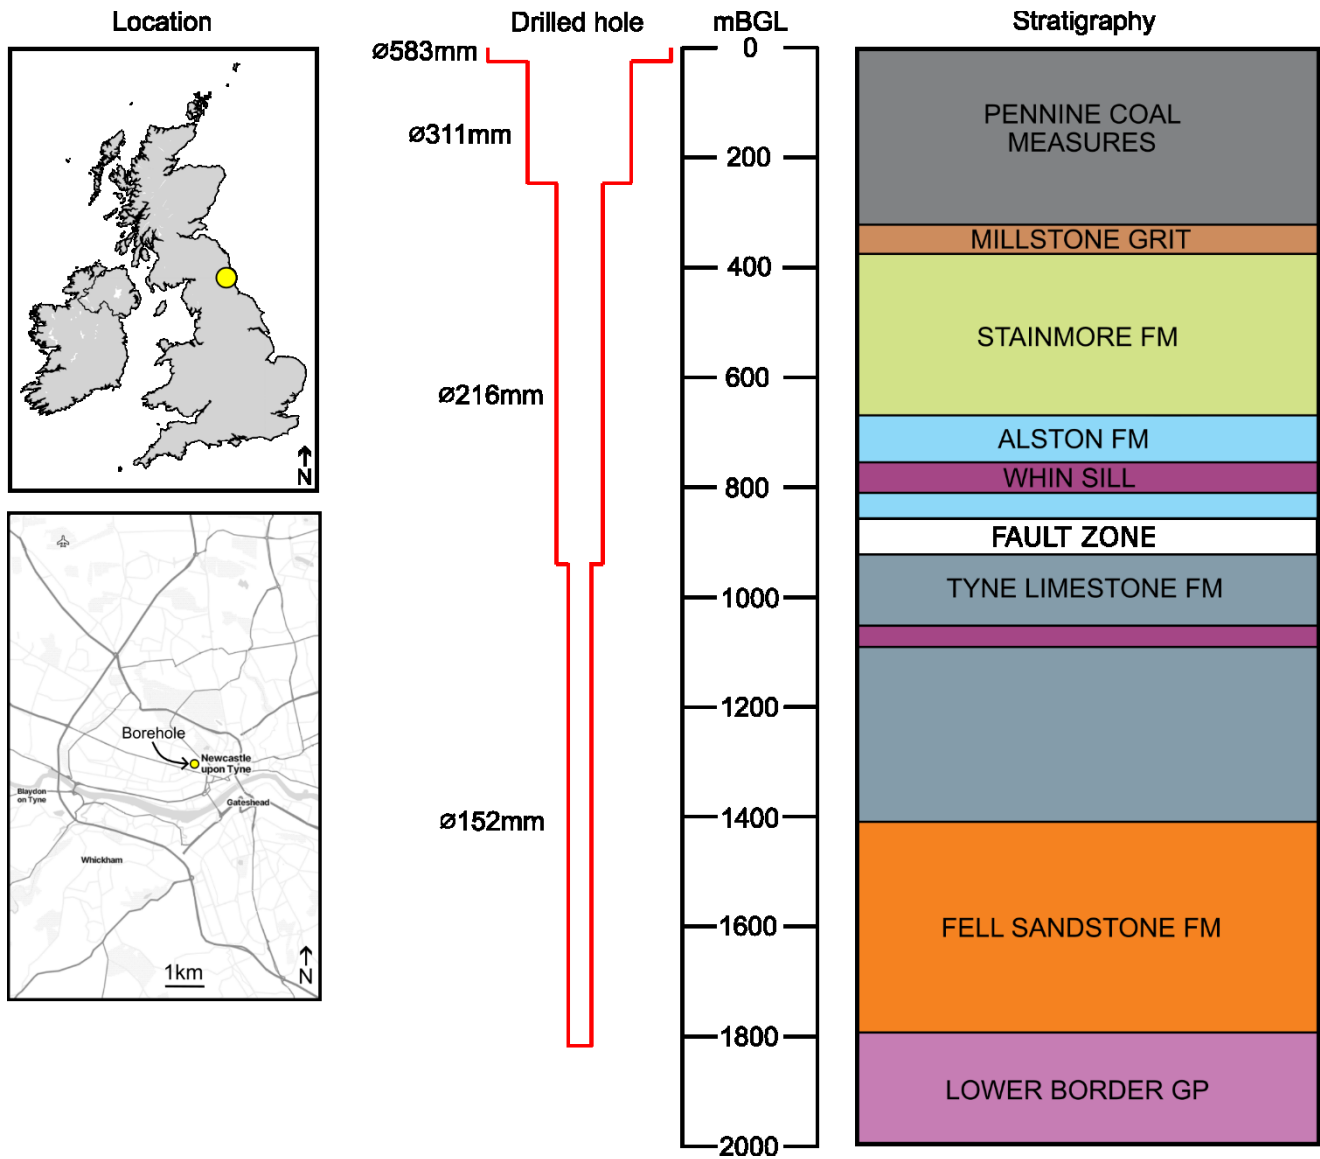 Location
Drilled hole
mBGL
Stratigraphy
ø583mm
ø311mm
ø216mm
ø152mm
0
200
400
600
800
1000
1200
1400
1600
1800
2000
PENNINE COAL
MEASURES
MILLSTONE GRIT
STAINMORE FM
ALSTON FM
WHIN SILL
FAULT ZONE
TYNE LIMESTONE FM
FELL SANDSTONE FM
LOWER BORDER GP
N
Borehole
Newcastle
upon Tyne
Blaydon
on Tyne
Gateshead
Whickham
1km
N